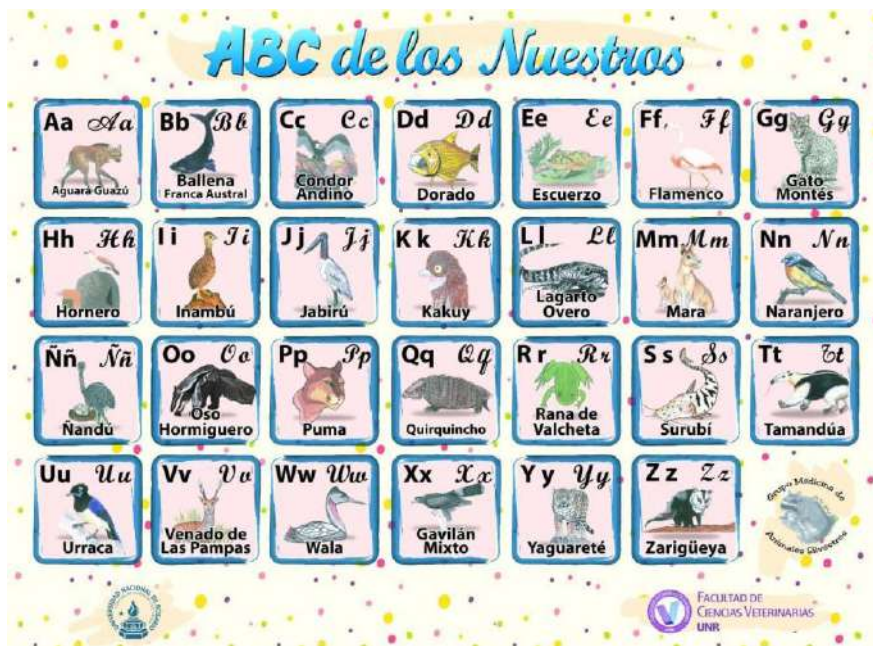 ABC de los Nuestros
Aa Aa
Aguará Guazú
Bb Bb
Ballena
Franca Austral
Cc Cc
Condor
Andino
Dd Dd
Dorado
Ee Ee
Escuerzo
Ff Ff
Flamenco
Gg Gg
Gato
Montés
Hh Hh
Hornero
Ii Ii
Inambú
Jj Jj
Jabirú
Kk Kk
Kakuy
Ll Ll
Lagarto
Overo
Mm Mm
Mara
Nn Nn
Naranjero
Ññ Ññ
Ñandú
Oo Oo
Oso
Hormiguero
Pp Pp
Puma
Qq Qq
Quirquincho
Rr Rr
Rana de
Valcheta
Ss Ss
Surubí
Tt Tt
Tamandúa
Uu Uu
Urraca
Vv Vv
Venado de
Las Pampas
Ww Ww
Wala
Xx Xx
Gavilán
Mixto
Yy Yy
Yaguareté
Zz Zz
Zarigüeya
Grupo Medicina de
Animales Silvestres
UNIVERSIDAD NACIONAL DE ROSARIO
FACULTAD DE
CIENCIAS VETERINARIAS
UNR